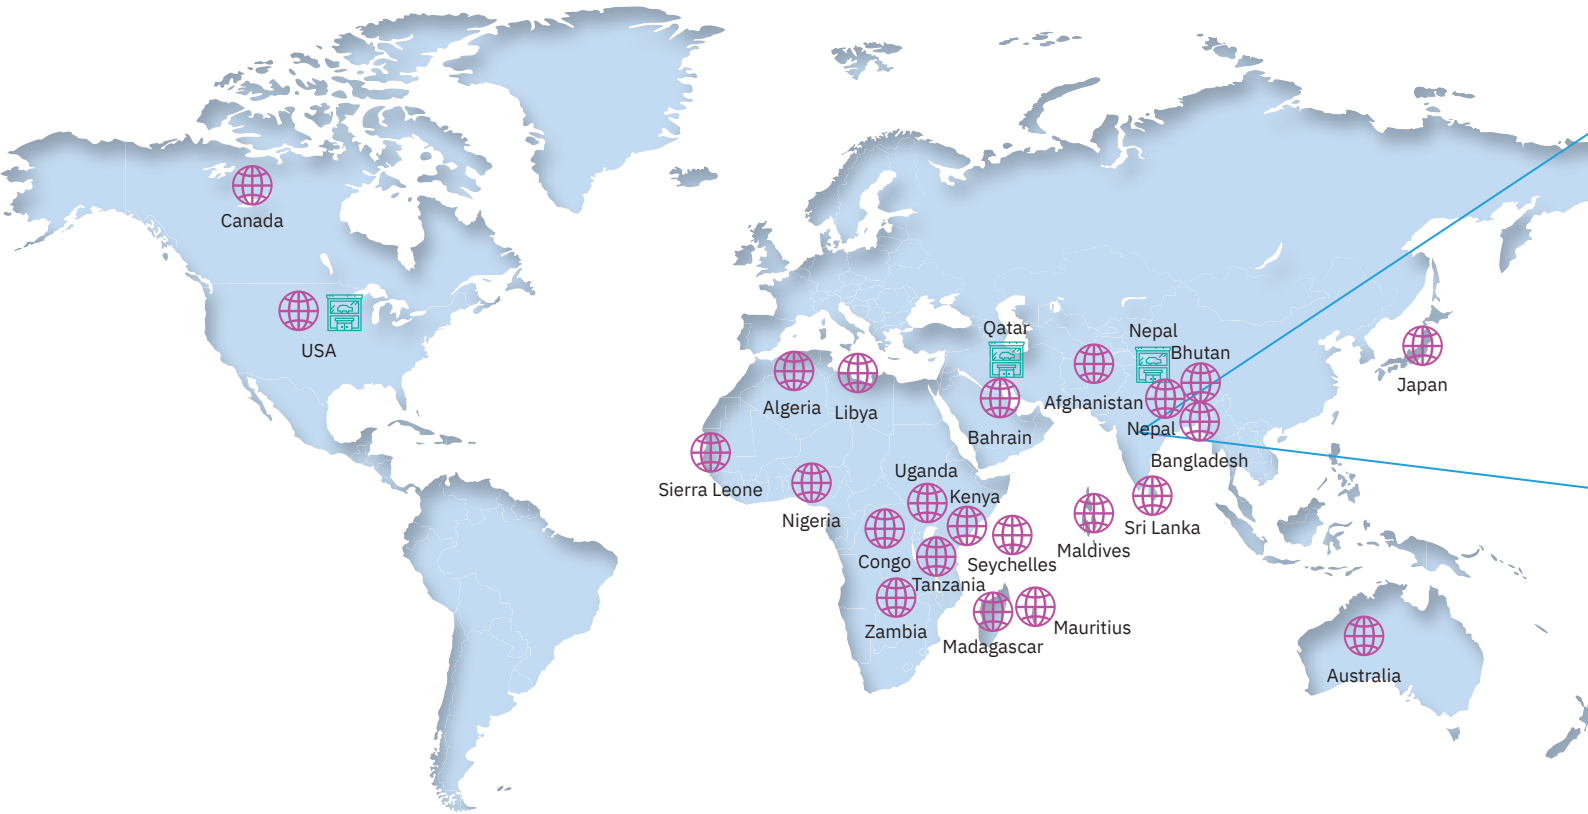 Canada
USA
Qatar
Nepal
Bhutan
Japan
Algeria
Libya
Afghanistan
Nepal
Bahrain
Bangladesh
Sierra Leone
Uganda
Kenya
Nigeria
Sri Lanka
Maldives
Congo
Seychelles
Tanzania
Zambia
Mauritius
Madagascar
Australia